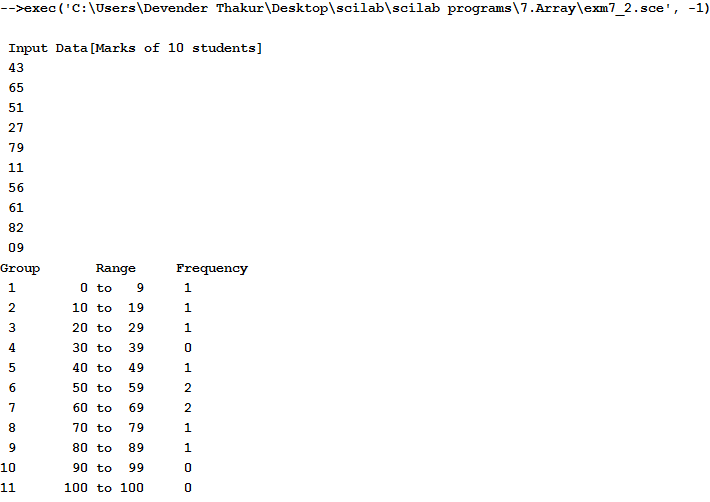 -->exec('C:\Users\Devender Thakur\Desktop\scilab\scilab programs\7.Array\exm7_2.sce', -1)
Input Data[Marks of 10 students]
43
65
51
27
79
11
56
61
82
09
Group Range Frequency
1 0 to 9 1
2 10 to 19 1
3 20 to 29 1
4 30 to 39 0
5 40 to 49 1
6 50 to 59 2
7 60 to 69 2
8 70 to 79 1
9 80 to 89 1
10 90 to 99 0
11 100 to 100 0